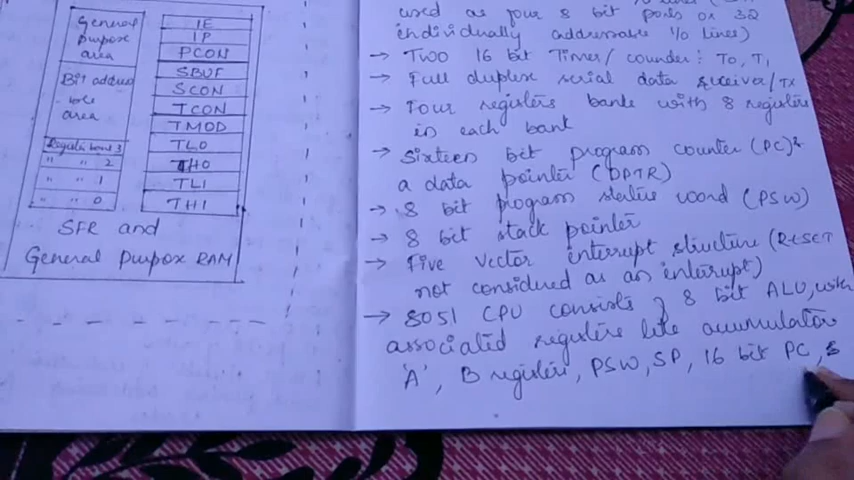 General
purpose
area
Bit address
able
area
Register bank 3
" " 2
" " 1
" " 0
IE
IP
PCON
SBUF
SCON
TCON
TMOD
TL0
TH0
TL1
TH1
SFR and
General Purpose RAM
used as four 8 bit ports or 32
individually addressable I/O lines)
→ Two 16 bit Timer/counter: T0, T1
→ Full duplex serial data receiver/Tx
→ Four registers banks with 8 registers
in each bank
→ Sixteen bit program counter (PC) &
a data pointer (DPTR)
→ 8 bit program status word (PSW)
→ 8 bit stack pointer
→ Five vector interrupt structure (RESET
not considered as an interrupt)
→ 8051 CPU consists of 8 bit ALU, with
associated registers like accumulator
'A', B register, PSW, SP, 16 bit PC, &